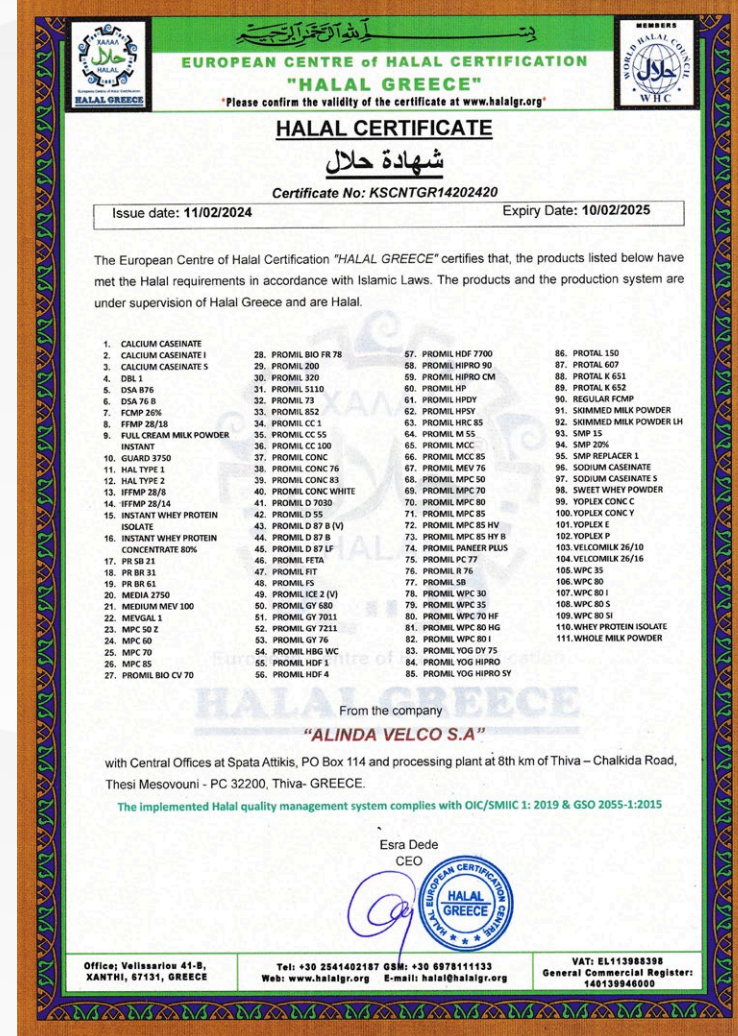 ΧΑΛΑΛ
حلال
HALAL
European Centre of Halal Certification
HALAL GREECE
بسم الله الرحمن الرحيم
EUROPEAN CENTRE of HALAL CERTIFICATION
"HALAL GREECE"
*Please confirm the validity of the certificate at www.halalgr.org*
MEMBERS
WORLD HALAL COUNCIL
حلال
WHC
HALAL CERTIFICATE
شهادة حلال
Certificate No: KSCNTGR14202420
Issue date: 11/02/2024
Expiry Date: 10/02/2025
The European Centre of Halal Certification "HALAL GREECE" certifies that, the products listed below have
met the Halal requirements in accordance with Islamic Laws. The products and the production system are
under supervision of Halal Greece and are Halal.
1. CALCIUM CASEINATE
2. CALCIUM CASEINATE I
3. CALCIUM CASEINATE S
4. DBL 1
5. DSA B76
6. DSA 76 B
7. FCMP 26%
8. FFMP 28/18
9. FULL CREAM MILK POWDER
INSTANT
10. GUARD 3750
11. HAL TYPE 1
12. HAL TYPE 2
13. IFFMP 28/8
14. IFFMP 28/14
15. INSTANT WHEY PROTEIN
ISOLATE
16. INSTANT WHEY PROTEIN
CONCENTRATE 80%
17. PR SB 21
18. PR BR 31
19. PR BR 61
20. MEDIA 2750
21. MEDIUM MEV 100
22. MEVGAL 1
23. MPC 50 Z
24. MPC 60
25. MPC 70
26. MPC 85
27. PROMIL BIO CV 70
28. PROMIL BIO FR 78
29. PROMIL 200
30. PROMIL 320
31. PROMIL 5110
32. PROMIL 73
33. PROMIL 852
34. PROMIL CC 1
35. PROMIL CC 55
36. PROMIL CC 100
37. PROMIL CONC
38. PROMIL CONC 76
39. PROMIL CONC 83
40. PROMIL CONC WHITE
41. PROMIL D 7030
42. PROMIL D 55
43. PROMIL D 87 B (V)
44. PROMIL D 87 B
45. PROMIL D 87 LF
46. PROMIL FETA
47. PROMIL FIT
48. PROMIL FS
49. PROMIL ICE 2 (V)
50. PROMIL GY 680
51. PROMIL GY 7011
52. PROMIL GY 7211
53. PROMIL GY 76
54. PROMIL HBG WC
55. PROMIL HDF 1
56. PROMIL HDF 4
57. PROMIL HDF 7700
58. PROMIL HIPRO 90
59. PROMIL HIPRO CM
60. PROMIL HP
61. PROMIL HPDY
62. PROMIL HPSY
63. PROMIL HRC 85
64. PROMIL M 55
65. PROMIL MCC
66. PROMIL MCC 85
67. PROMIL MEV 76
68. PROMIL MPC 50
69. PROMIL MPC 70
70. PROMIL MPC 80
71. PROMIL MPC 85
72. PROMIL MPC 85 HV
73. PROMIL MPC 85 HY B
74. PROMIL PANEER PLUS
75. PROMIL PC 77
76. PROMIL R 76
77. PROMIL SB
78. PROMIL WPC 30
79. PROMIL WPC 35
80. PROMIL WPC 70 HF
81. PROMIL WPC 80 HG
82. PROMIL WPC 80 I
83. PROMIL YOG DY 75
84. PROMIL YOG HIPRO
85. PROMIL YOG HIPRO SY
86. PROTAL 150
87. PROTAL 607
88. PROTAL K 651
89. PROTAL K 652
90. REGULAR FCMP
91. SKIMMED MILK POWDER
92. SKIMMED MILK POWDER LH
93. SMP 15
94. SMP 20%
95. SMP REPLACER 1
96. SODIUM CASEINATE
97. SODIUM CASEINATE S
98. SWEET WHEY POWDER
99. YOPLEX CONC C
100. YOPLEX CONC Y
101. YOPLEX E
102. YOPLEX P
103. VELCOMILK 26/10
104. VELCOMILK 26/16
105. WPC 35
106. WPC 80
107. WPC 80 I
108. WPC 80 S
109. WPC 80 SI
110. WHEY PROTEIN ISOLATE
111. WHOLE MILK POWDER
HALAL GREECE
From the company
"ALINDA VELCO S.A"
with Central Offices at Spata Attikis, PO Box 114 and processing plant at 8th km of Thiva – Chalkida Road,
Thesi Mesovouni - PC 32200, Thiva- GREECE.
The implemented Halal quality management system complies with OIC/SMIIC 1: 2019 & GSO 2055-1:2015
Esra Dede
CEO
HALAL EUROPEAN CERTIFICATION CENTRE
HALAL
GREECE
Office; Velissariou 41-B,
XANTHI, 67131, GREECE
Tel: +30 2541402187 GSM: +30 6978111133
Web: www.halalgr.org E-mail: halal@halalgr.org
VAT: EL113988398
General Commercial Register:
140139946000